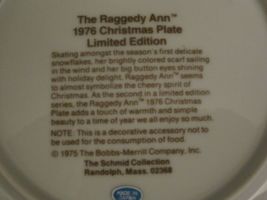 The Raggedy Ann™
1976 Christmas Plate
Limited Edition
Skating amongst the season's first delicate
snowflakes, her brightly colored scarf sailing
in the wind and her big button eyes shining
with holiday delight. Raggedy Ann™ seems
to almost symbolize the cheery spirit of
Christmas. As the second in a limited edition
series, the Raggedy Ann™ 1976 Christmas
Plate adds a touch of warmth and simple
beauty to a time of year we all enjoy so much.
NOTE: This is a decorative accessory not to
be used for the consumption of food.
© 1975 The Bobbs-Merrill Company, Inc.
The Schmid Collection
Randolph, Mass. 02368
MADE IN